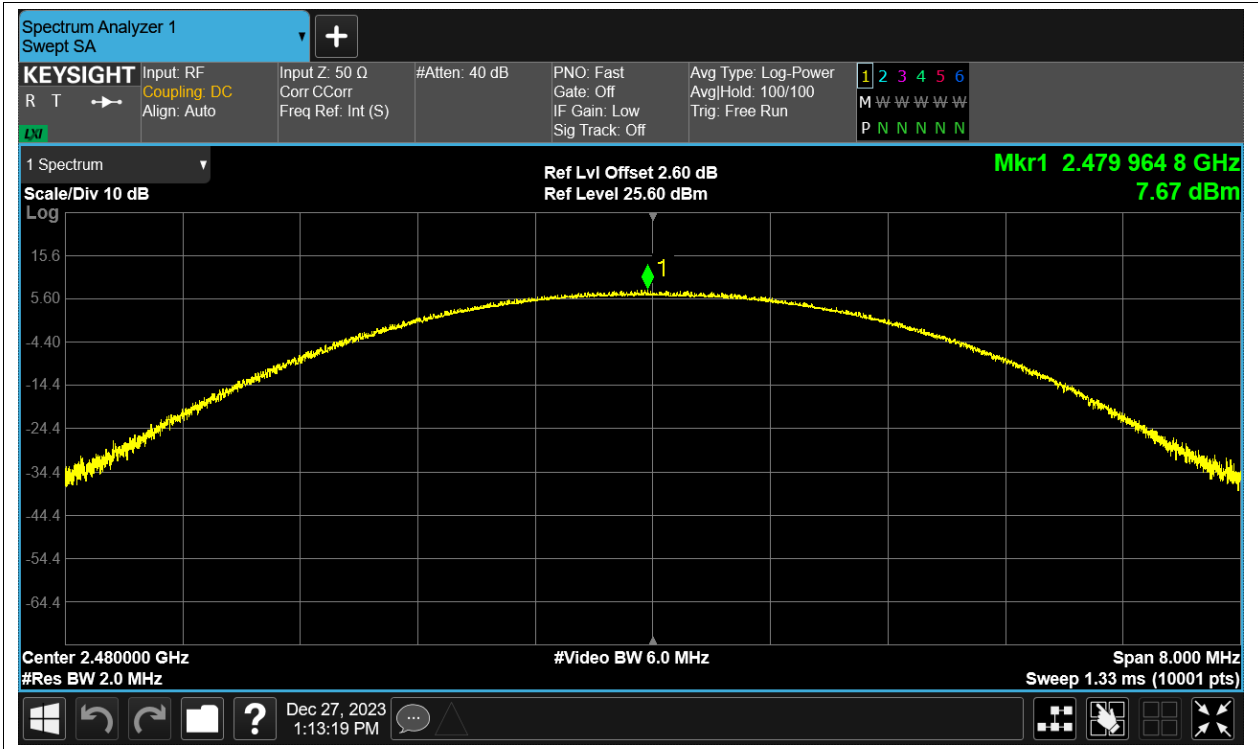 Spectrum Analyzer 1
Swept SA
KEYSIGHT
R T
LXI
Input: RF
Coupling: DC
Align: Auto
Input Z: 50 Ω
Corr CCorr
Freq Ref: Int (S)
#Atten: 40 dB
PNO: Fast
Gate: Off
IF Gain: Low
Sig Track: Off
Avg Type: Log-Power
Avg|Hold: 100/100
Trig: Free Run
1 2 3 4 5 6
M W W W W W
P N N N N N
1 Spectrum
Scale/Div 10 dB
Log
Ref Lvl Offset 2.60 dB
Ref Level 25.60 dBm
Mkr1 2.479 964 8 GHz
7.67 dBm
1
15.6
5.60
-4.40
-14.4
-24.4
-34.4
-44.4
-54.4
-64.4
Center 2.480000 GHz
#Video BW 6.0 MHz
Span 8.000 MHz
#Res BW 2.0 MHz
Sweep 1.33 ms (10001 pts)
?
Dec 27, 2023
1:13:19 PM